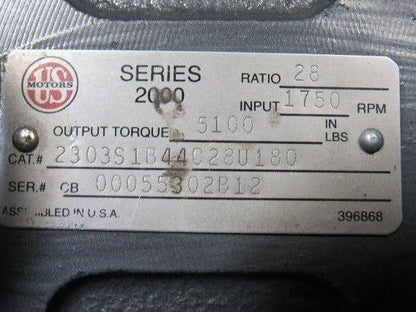 US
MOTORS
SERIES
2000
RATIO 28
INPUT 1750 RPM
OUTPUT TORQUE 5100 IN LBS
CAT.# 2303S1B44C28U180
SER.# CB 00055302B12
ASSEMBLED IN U.S.A.
396868